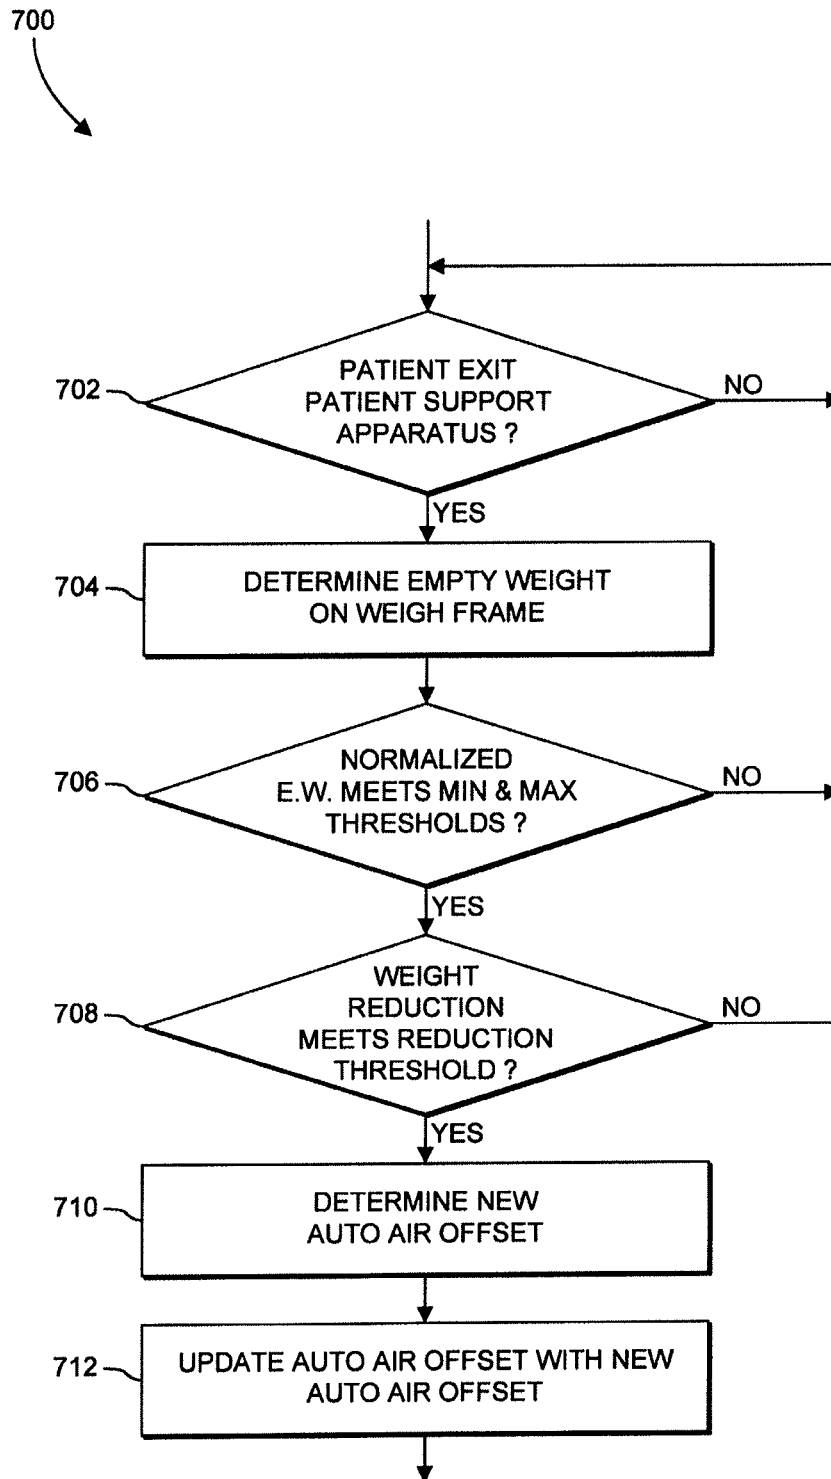 700
702
PATIENT EXIT
PATIENT SUPPORT
APPARATUS ?
NO
YES
704
DETERMINE EMPTY WEIGHT
ON WEIGH FRAME
706
NORMALIZED
E.W. MEETS MIN & MAX
THRESHOLDS ?
NO
YES
708
WEIGHT
REDUCTION
MEETS REDUCTION
THRESHOLD ?
NO
YES
710
DETERMINE NEW
AUTO AIR OFFSET
712
UPDATE AUTO AIR OFFSET WITH NEW
AUTO AIR OFFSET